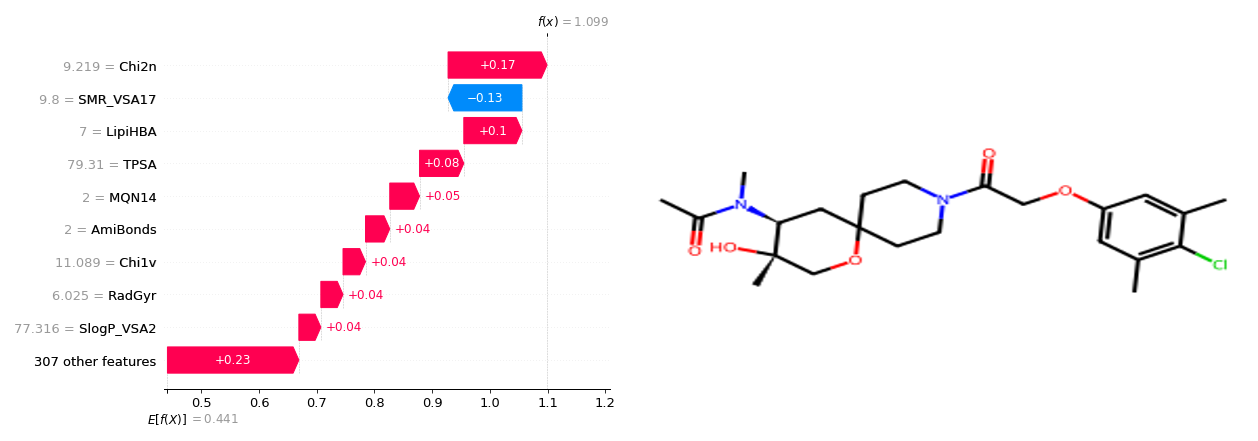 f(x) = 1.099
9.219 = Chi2n
+0.17
9.8 = SMR_VSA17
−0.13
7 = LipiHBA
+0.1
79.31 = TPSA
+0.08
2 = MQN14
+0.05
2 = AmiBonds
+0.04
11.089 = Chi1v
+0.04
6.025 = RadGyr
+0.04
77.316 = SlogP_VSA2
+0.04
307 other features
+0.23
0.5 0.6 0.7 0.8 0.9 1.0 1.1 1.2
E[f(X)] = 0.441
O
N
O
HO
O
N
O
Cl